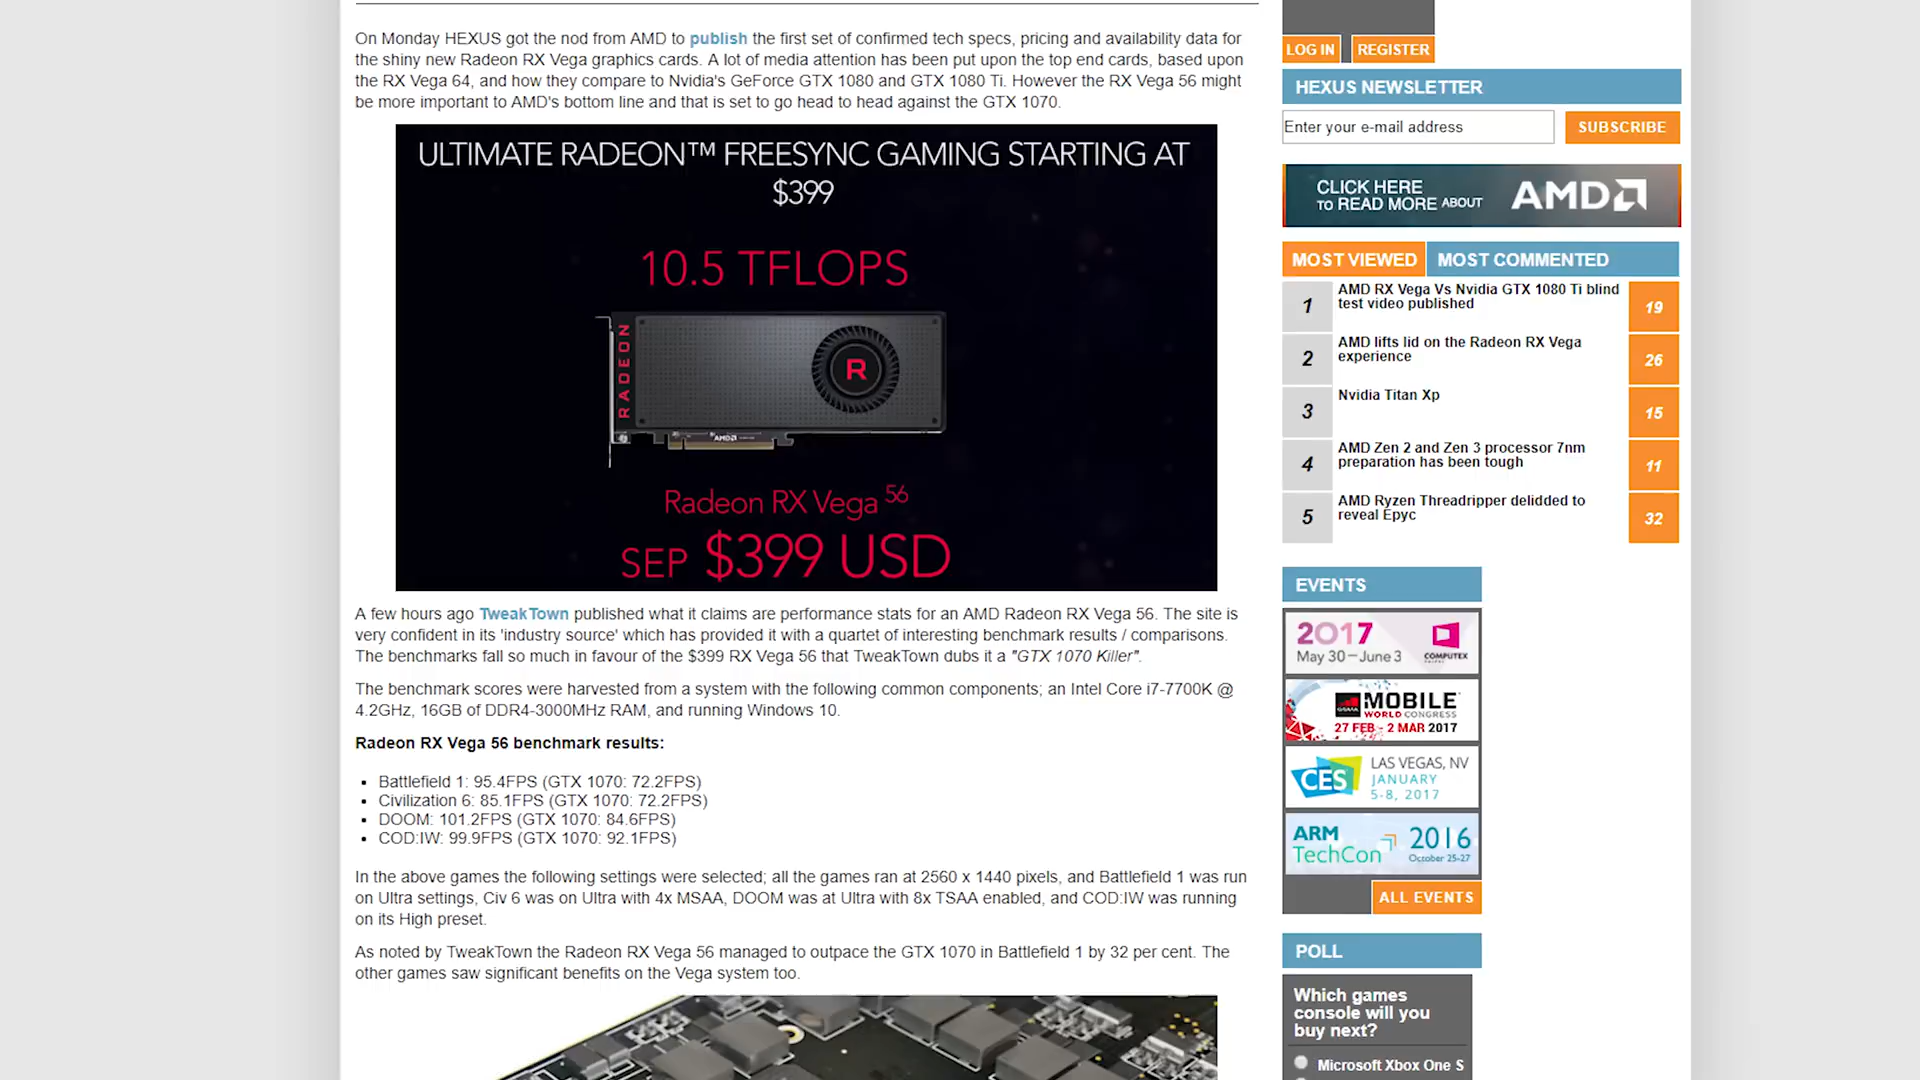 On Monday HEXUS got the nod from AMD to publish the first set of confirmed tech specs, pricing and availability data for
the shiny new Radeon RX Vega graphics cards. A lot of media attention has been put upon the top end cards, based upon
the RX Vega 64, and how they compare to Nvidia's GeForce GTX 1080 and GTX 1080 Ti. However the RX Vega 56 might
be more important to AMD's bottom line and that is set to go head to head against the GTX 1070.
ULTIMATE RADEON™ FREESYNC GAMING STARTING AT
$399
10.5 TFLOPS
RADEON
R
AMD
Radeon RX Vega 56
SEP $399 USD
A few hours ago TweakTown published what it claims are performance stats for an AMD Radeon RX Vega 56. The site is
very confident in its 'industry source' which has provided it with a quartet of interesting benchmark results / comparisons.
The benchmarks fall so much in favour of the $399 RX Vega 56 that TweakTown dubs it a "GTX 1070 Killer".
The benchmark scores were harvested from a system with the following common components; an Intel Core i7-7700K @
4.2GHz, 16GB of DDR4-3000MHz RAM, and running Windows 10.
Radeon RX Vega 56 benchmark results:
• Battlefield 1: 95.4FPS (GTX 1070: 72.2FPS)
• Civilization 6: 85.1FPS (GTX 1070: 72.2FPS)
• DOOM: 101.2FPS (GTX 1070: 84.6FPS)
• COD:IW: 99.9FPS (GTX 1070: 92.1FPS)
In the above games the following settings were selected; all the games ran at 2560 x 1440 pixels, and Battlefield 1 was run
on Ultra settings, Civ 6 was on Ultra with 4x MSAA, DOOM was at Ultra with 8x TSAA enabled, and COD:IW was running
on its High preset.
As noted by TweakTown the Radeon RX Vega 56 managed to outpace the GTX 1070 in Battlefield 1 by 32 per cent. The
other games saw significant benefits on the Vega system too.
LOG IN REGISTER
HEXUS NEWSLETTER
Enter your e-mail address SUBSCRIBE
CLICK HERE
TO READ MORE ABOUT AMD
MOST VIEWED MOST COMMENTED
1 AMD RX Vega Vs Nvidia GTX 1080 Ti blind
test video published 19
2 AMD lifts lid on the Radeon RX Vega
experience 26
3 Nvidia Titan Xp 15
4 AMD Zen 2 and Zen 3 processor 7nm
preparation has been tough 11
5 AMD Ryzen Threadripper delidded to
reveal Epyc 32
EVENTS
2017
May 30 – June 3 COMPUTEX
MOBILE
WORLD CONGRESS
27 FEB - 2 MAR 2017
CES LAS VEGAS, NV
JANUARY
5-8, 2017
ARM 2016
TechCon October 25-27
ALL EVENTS
POLL
Which games
console will you
buy next?
Microsoft Xbox One S